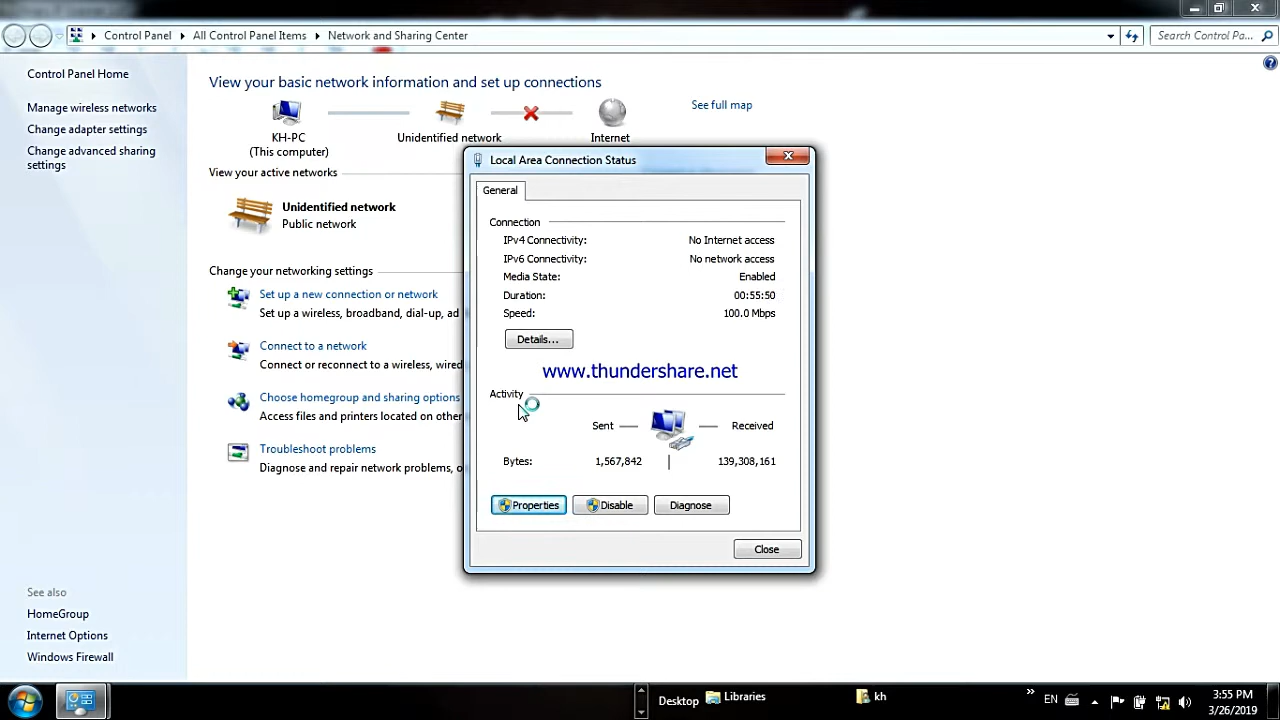 Control Panel
All Control Panel Items
Network and Sharing Center
Search Control Pa...
Control Panel Home
Manage wireless networks
Change adapter settings
Change advanced sharing
settings
View your basic network information and set up connections
See full map
KH-PC
(This computer)
Unidentified network
Internet
View your active networks
Unidentified network
Public network
Change your networking settings
Set up a new connection or network
Set up a wireless, broadband, dial-up, ad
Connect to a network
Connect or reconnect to a wireless, wired
Choose homegroup and sharing options
Access files and printers located on other
Troubleshoot problems
Diagnose and repair network problems, o
Local Area Connection Status
General
Connection
IPv4 Connectivity: No Internet access
IPv6 Connectivity: No network access
Media State: Enabled
Duration: 00:55:50
Speed: 100.0 Mbps
Details...
www.thundershare.net
Activity
Sent — — Received
Bytes: 1,567,842 139,308,161
Properties
Disable
Diagnose
Close
See also
HomeGroup
Internet Options
Windows Firewall
Desktop
Libraries
kh
»
EN
3:55 PM
3/26/2019